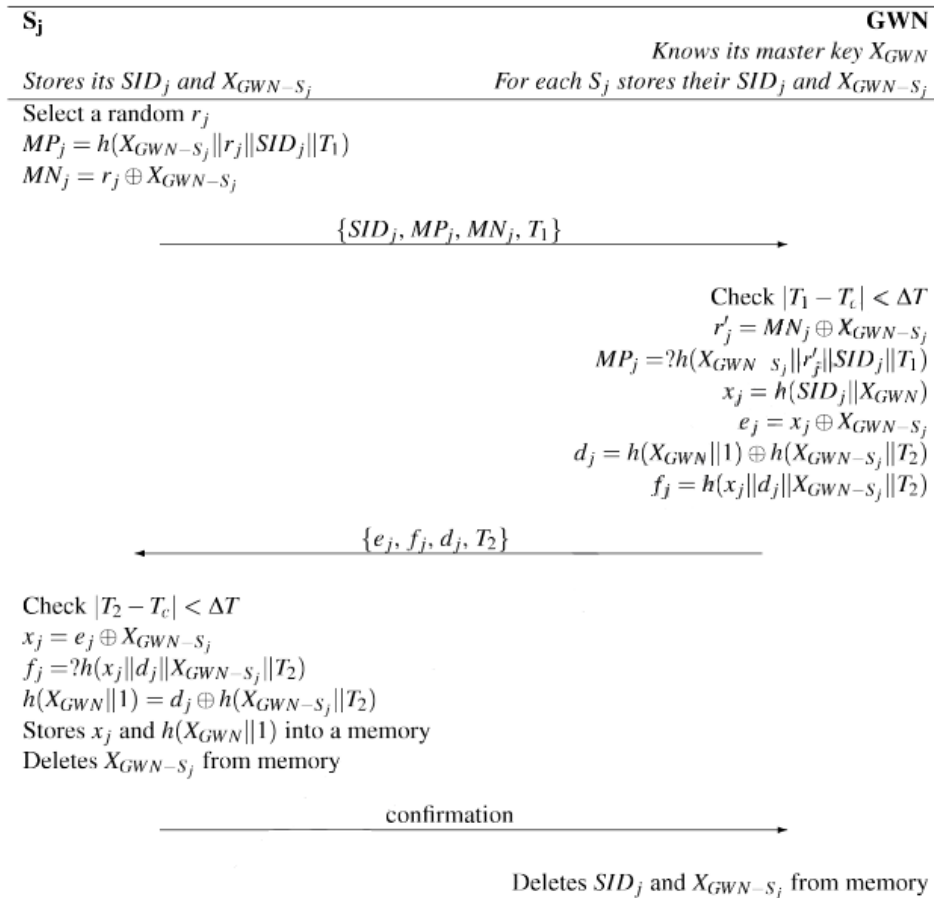 Sj GWN
Knows its master key X_GWN
Stores its SID_j and X_GWN−S_j For each S_j stores their SID_j and X_GWN−S_j
Select a random r_j
MP_j = h(X_GWN−S_j‖r_j‖SID_j‖T_1)
MN_j = r_j ⊕ X_GWN−S_j
{SID_j, MP_j, MN_j, T_1}
Check |T_1 − T_c| < ΔT
r′_j = MN_j ⊕ X_GWN−S_j
MP_j =?h(X_GWN S_j‖r′_j‖SID_j‖T_1)
x_j = h(SID_j‖X_GWN)
e_j = x_j ⊕ X_GWN−S_j
d_j = h(X_GWN‖1) ⊕ h(X_GWN−S_j‖T_2)
f_j = h(x_j‖d_j‖X_GWN−S_j‖T_2)
{e_j, f_j, d_j, T_2}
Check |T_2 − T_c| < ΔT
x_j = e_j ⊕ X_GWN−S_j
f_j =?h(x_j‖d_j‖X_GWN−S_j‖T_2)
h(X_GWN‖1) = d_j ⊕ h(X_GWN−S_j‖T_2)
Stores x_j and h(X_GWN‖1) into a memory
Deletes X_GWN−S_j from memory
confirmation
Deletes SID_j and X_GWN−S_j from memory